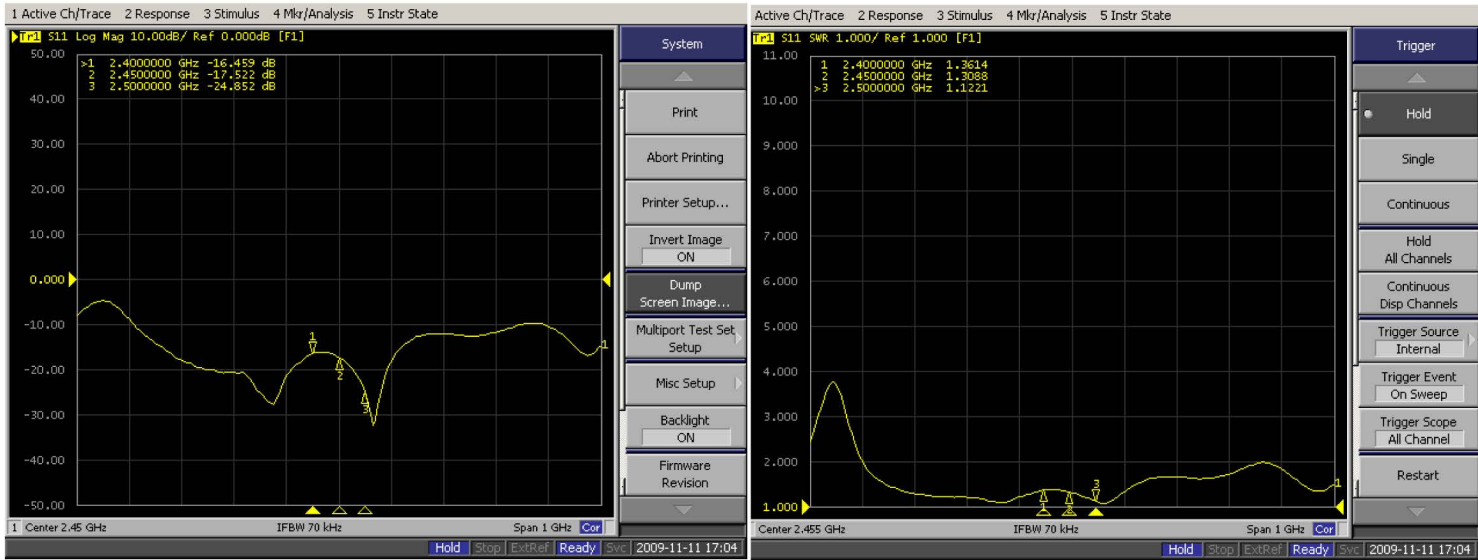 1 Active Ch/Trace 2 Response 3 Stimulus 4 Mkr/Analysis 5 Instr State
Tr1 S11 Log Mag 10.00dB/ Ref 0.000dB [F1]
50.00
>1 2.4000000 GHz -16.459 dB
2 2.4500000 GHz -17.522 dB
3 2.5000000 GHz -24.852 dB
40.00
30.00
20.00
10.00
0.000
-10.00
-20.00
-30.00
-40.00
-50.00
1
2
3
1
1 Center 2.45 GHz IFBW 70 kHz Span 1 GHz Cor
Hold Stop ExtRef Ready Svc 2009-11-11 17:04
System
Print
Abort Printing
Printer Setup...
Invert Image
ON
Dump
Screen Image...
Multiport Test Set
Setup
Misc Setup
Backlight
ON
Firmware
Revision
Active Ch/Trace 2 Response 3 Stimulus 4 Mkr/Analysis 5 Instr State
Tr1 S11 SWR 1.000/ Ref 1.000 [F1]
11.00
1 2.4000000 GHz 1.3614
2 2.4500000 GHz 1.3088
>3 2.5000000 GHz 1.1221
10.00
9.000
8.000
7.000
6.000
5.000
4.000
3.000
2.000
1.000
1
2
3
1
Center 2.455 GHz IFBW 70 kHz Span 1 GHz Cor
Hold Stop ExtRef Ready Svc 2009-11-11 17:04
Trigger
Hold
Single
Continuous
Hold
All Channels
Continuous
Disp Channels
Trigger Source
Internal
Trigger Event
On Sweep
Trigger Scope
All Channel
Restart